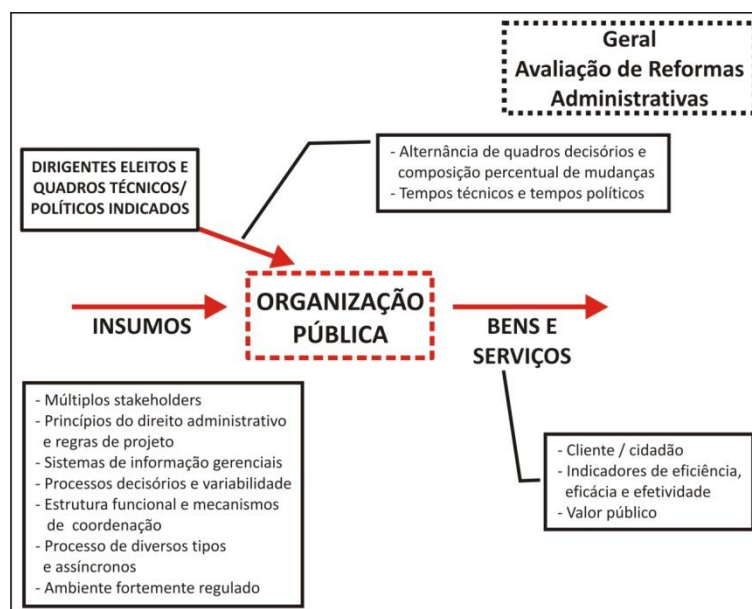 Geral
Avaliação de Reformas
Administrativas
DIRIGENTES ELEITOS E
QUADROS TÉCNICOS/
POLÍTICOS INDICADOS
- Alternância de quadros decisórios e
composição percentual de mudanças
- Tempos técnicos e tempos políticos
INSUMOS
ORGANIZAÇÃO
PÚBLICA
BENS E
SERVIÇOS
- Múltiplos stakeholders
- Princípios do direito administrativo
e regras de projeto
- Sistemas de informação gerenciais
- Processos decisórios e variabilidade
- Estrutura funcional e mecanismos
de coordenação
- Processo de diversos tipos
e assíncronos
- Ambiente fortemente regulado
- Cliente / cidadão
- Indicadores de eficiência,
eficácia e efetividade
- Valor público